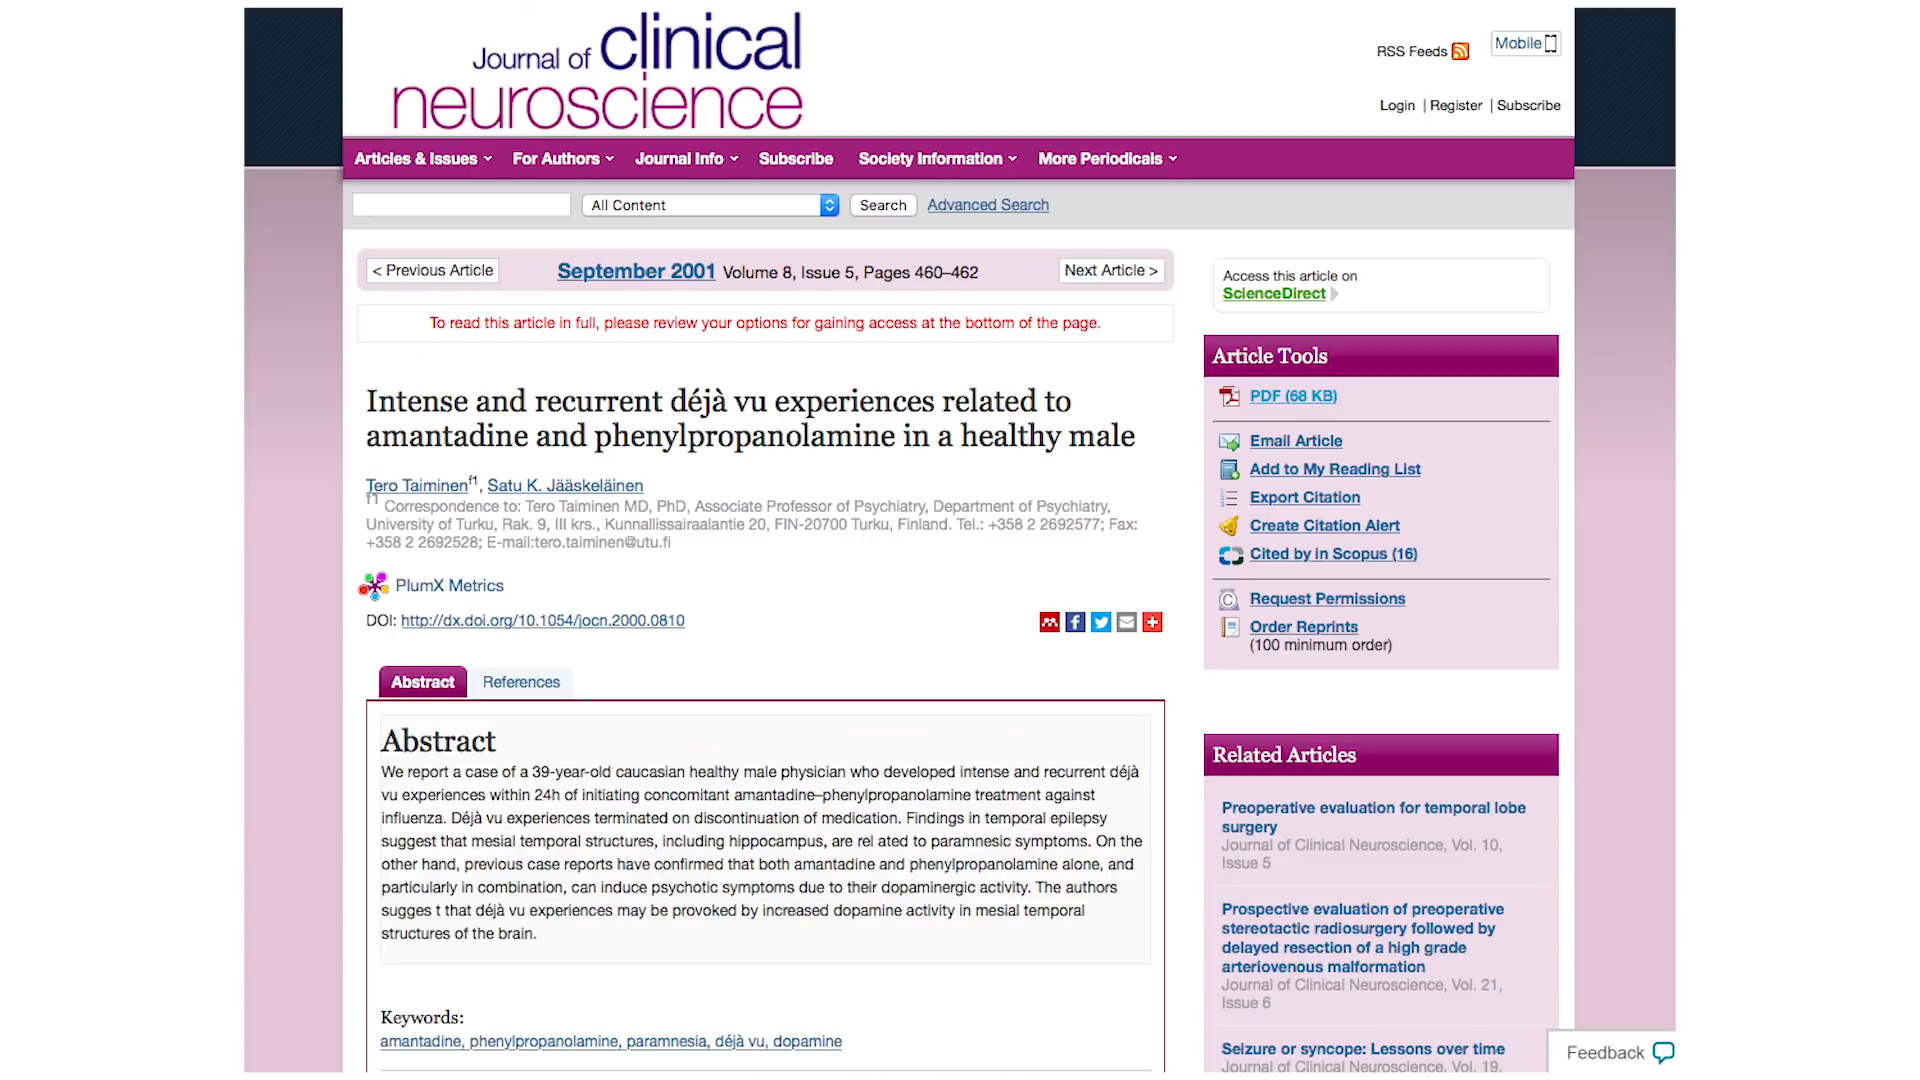 Journal of clinical
neuroscience
RSS Feeds
Mobile
Login | Register | Subscribe
Articles & Issues
For Authors
Journal Info
Subscribe
Society Information
More Periodicals
All Content
Search
Advanced Search
< Previous Article
September 2001 Volume 8, Issue 5, Pages 460–462
Next Article >
To read this article in full, please review your options for gaining access at the bottom of the page.
Intense and recurrent déjà vu experiences related to
amantadine and phenylpropanolamine in a healthy male
Tero Taiminen f1, Satu K. Jääskeläinen
f1 Correspondence to: Tero Taiminen MD, PhD, Associate Professor of Psychiatry, Department of Psychiatry,
University of Turku, Rak. 9, III krs., Kunnallissairaalantie 20, FIN-20700 Turku, Finland. Tel.: +358 2 2692577; Fax:
+358 2 2692528; E-mail:tero.taiminen@utu.fi
PlumX Metrics
DOI: http://dx.doi.org/10.1054/jocn.2000.0810
Abstract
References
Abstract
We report a case of a 39-year-old caucasian healthy male physician who developed intense and recurrent déjà
vu experiences within 24h of initiating concomitant amantadine–phenylpropanolamine treatment against
influenza. Déjà vu experiences terminated on discontinuation of medication. Findings in temporal epilepsy
suggest that mesial temporal structures, including hippocampus, are rel ated to paramnesic symptoms. On the
other hand, previous case reports have confirmed that both amantadine and phenylpropanolamine alone, and
particularly in combination, can induce psychotic symptoms due to their dopaminergic activity. The authors
sugges t that déjà vu experiences may be provoked by increased dopamine activity in mesial temporal
structures of the brain.
Keywords:
amantadine, phenylpropanolamine, paramnesia, déjà vu, dopamine
Access this article on
ScienceDirect
Article Tools
PDF (68 KB)
Email Article
Add to My Reading List
Export Citation
Create Citation Alert
Cited by in Scopus (16)
Request Permissions
Order Reprints
(100 minimum order)
Related Articles
Preoperative evaluation for temporal lobe
surgery
Journal of Clinical Neuroscience, Vol. 10,
Issue 5
Prospective evaluation of preoperative
stereotactic radiosurgery followed by
delayed resection of a high grade
arteriovenous malformation
Journal of Clinical Neuroscience, Vol. 21,
Issue 6
Seizure or syncope: Lessons over time
Journal of Clinical Neuroscience, Vol. 19,
Feedback